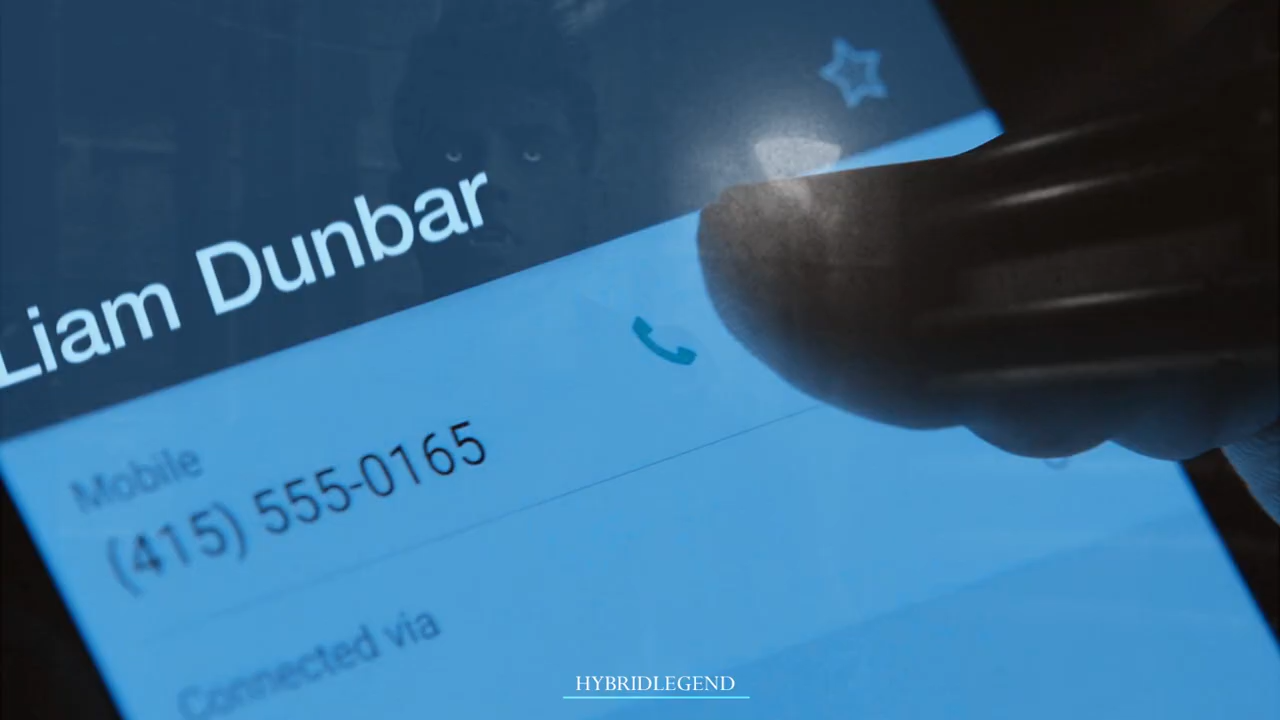 Liam Dunbar
Mobile
(415) 555-0165
Connected via
HYBRIDLEGEND